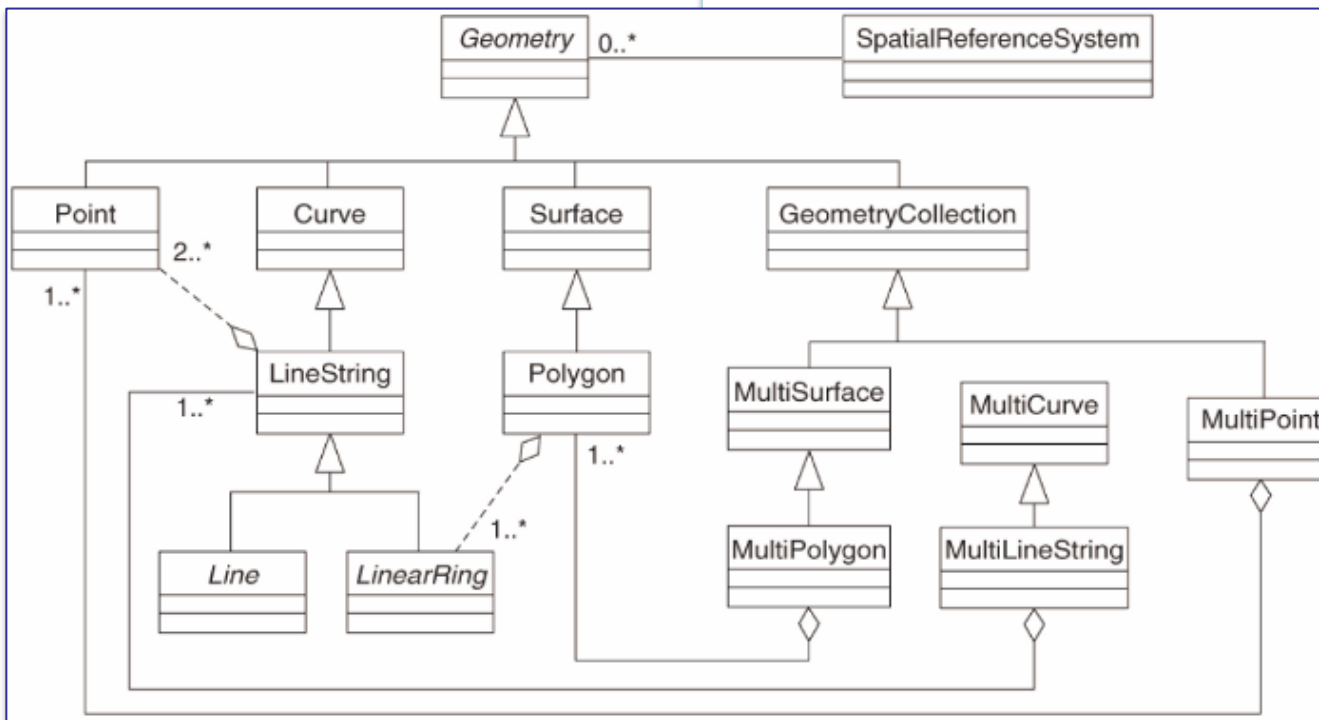 Geometry
0..*
SpatialReferenceSystem
Point
Curve
Surface
GeometryCollection
2..*
1..*
LineString
Polygon
MultiSurface
MultiCurve
MultiPoint
1..*
1..*
1..*
Line
LinearRing
MultiPolygon
MultiLineString